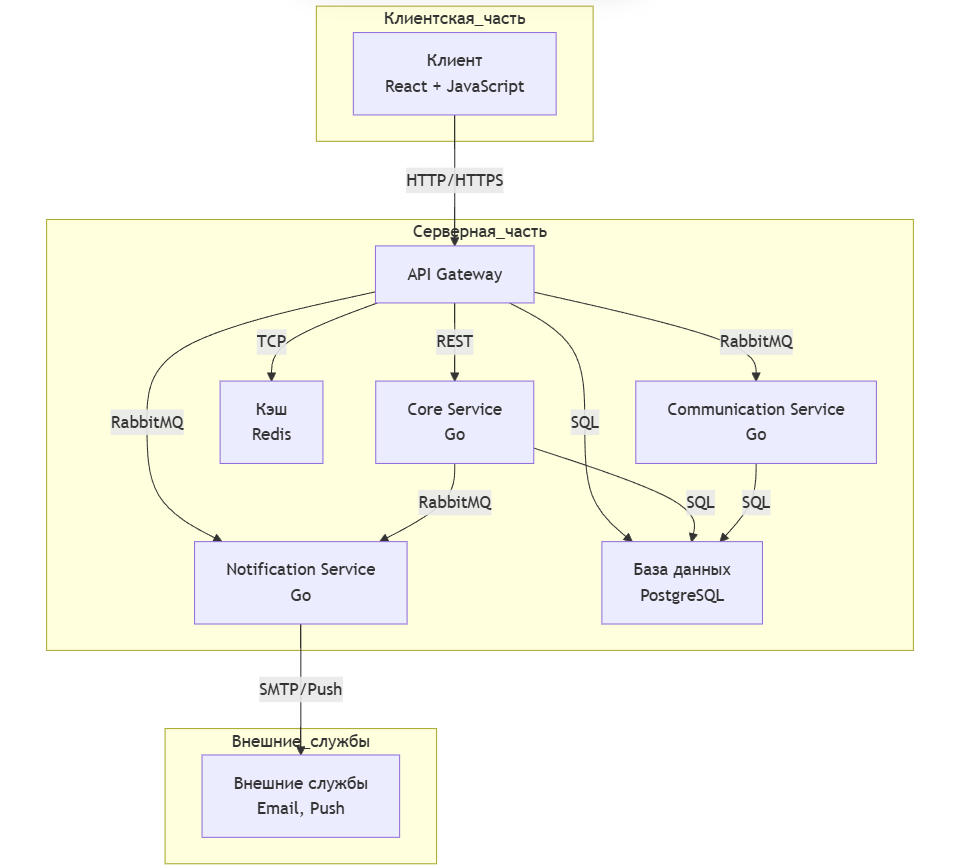 Клиентская_часть
Клиент
React + JavaScript
HTTP/HTTPS
Серверная_часть
API Gateway
TCP
REST
RabbitMQ
Кэш
Redis
Core Service
Go
Communication Service
Go
RabbitMQ
SQL
RabbitMQ
SQL
SQL
Notification Service
Go
База данных
PostgreSQL
SMTP/Push
Внешние_службы
Внешние службы
Email, Push